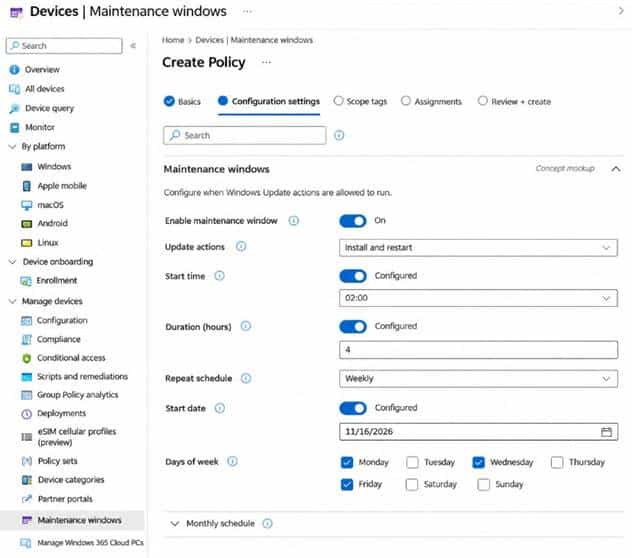 Devices | Maintenance windows ...
Search
Overview
All devices
Device query
Monitor
By platform
Windows
Apple mobile
macOS
Android
Linux
Device onboarding
Enrollment
Manage devices
Configuration
Compliance
Conditional access
Scripts and remediations
Group Policy analytics
Deployments
eSIM cellular profiles
(preview)
Policy sets
Device categories
Partner portals
Maintenance windows
Manage Windows 365 Cloud PCs
Home > Devices | Maintenance windows
Create Policy ...
Basics Configuration settings Scope tags Assignments Review + create
Search
Maintenance windows Concept mockup
Configure when Windows Update actions are allowed to run.
Enable maintenance window On
Update actions Install and restart
Start time Configured
02:00
Duration (hours) Configured
4
Repeat schedule Weekly
Start date Configured
11/16/2026
Days of week Monday Tuesday Wednesday Thursday
Friday Saturday Sunday
Monthly schedule